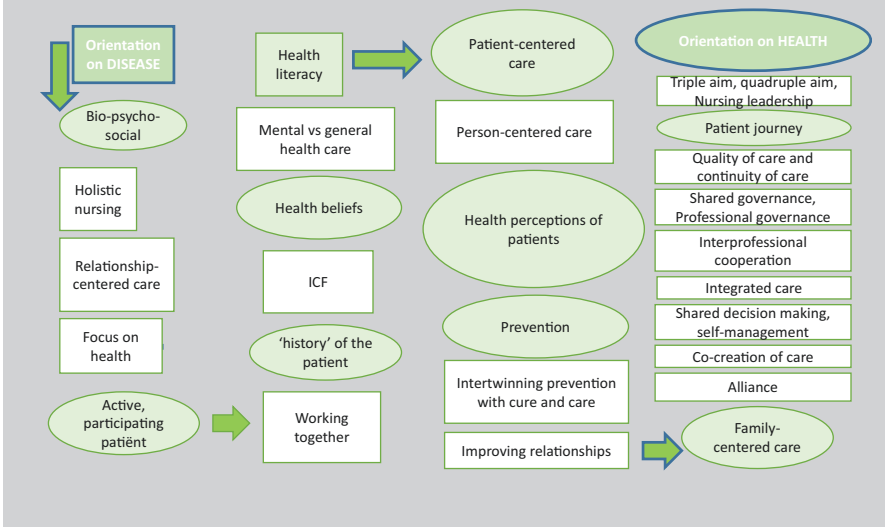 Orientation
on DISEASE
Bio-psycho-
social
Holistic
nursing
Relationship-
centered care
Focus on
health
Active,
participating
patiënt
Health
literacy
Mental vs general
health care
Health beliefs
ICF
‘history’ of the
patient
Working
together
Patient-centered
care
Person-centered care
Health perceptions of
patients
Prevention
Intertwinning prevention
with cure and care
Improving relationships
Orientation on HEALTH
Triple aim, quadruple aim,
Nursing leadership
Patient journey
Quality of care and
continuity of care
Shared governance,
Professional governance
Interprofessional
cooperation
Integrated care
Shared decision making,
self-management
Co-creation of care
Alliance
Family-
centered care